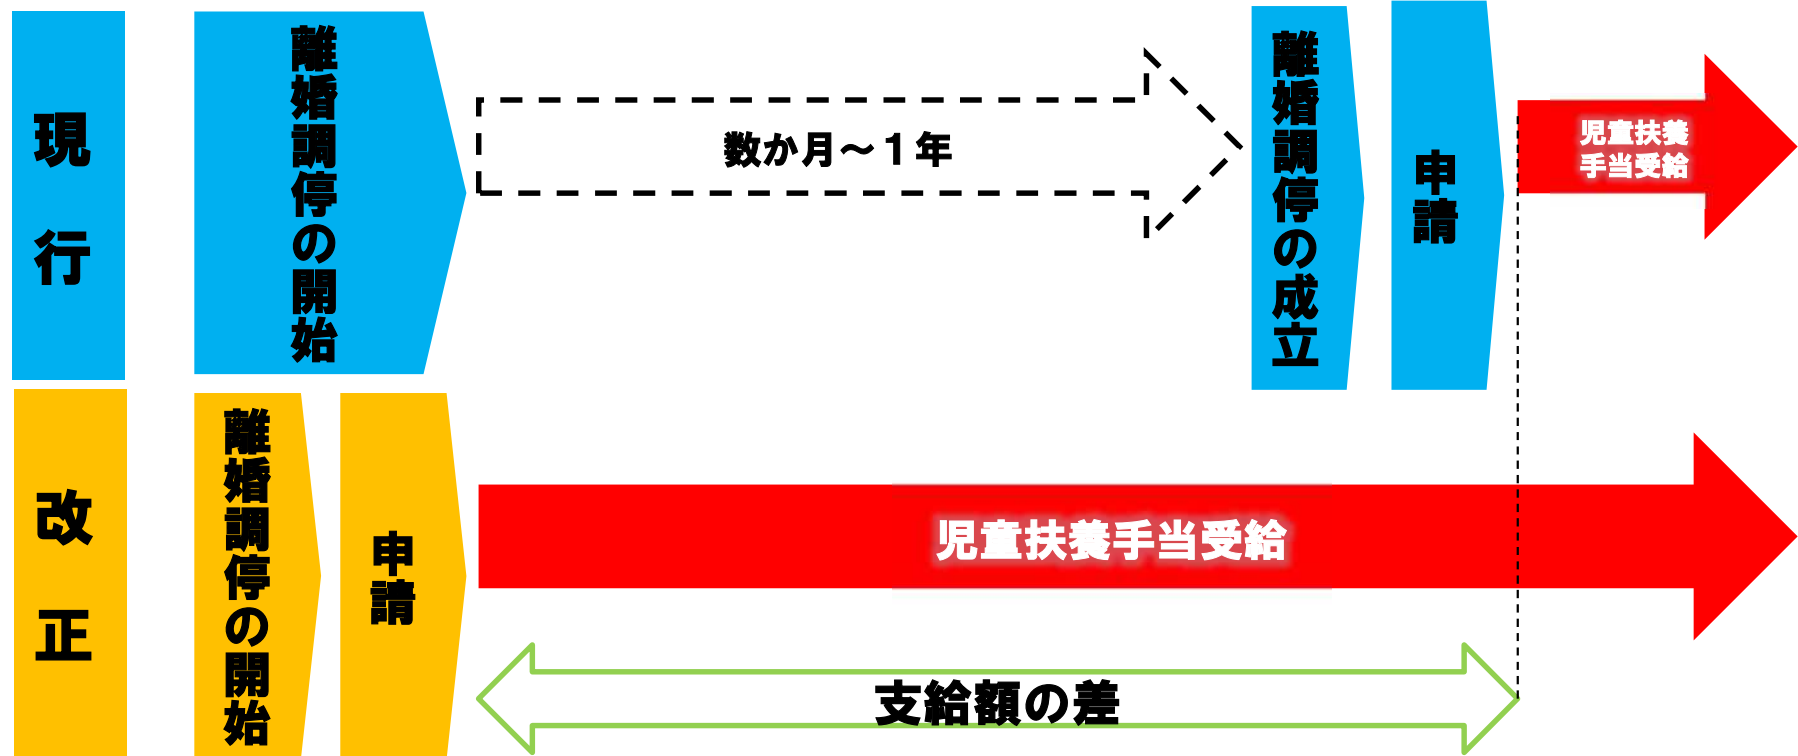 現行
離婚調停の開始
数か月～１年
離婚調停の成立
申請
児童扶養
手当受給
改正
離婚調停の開始
申請
児童扶養手当受給
支給額の差